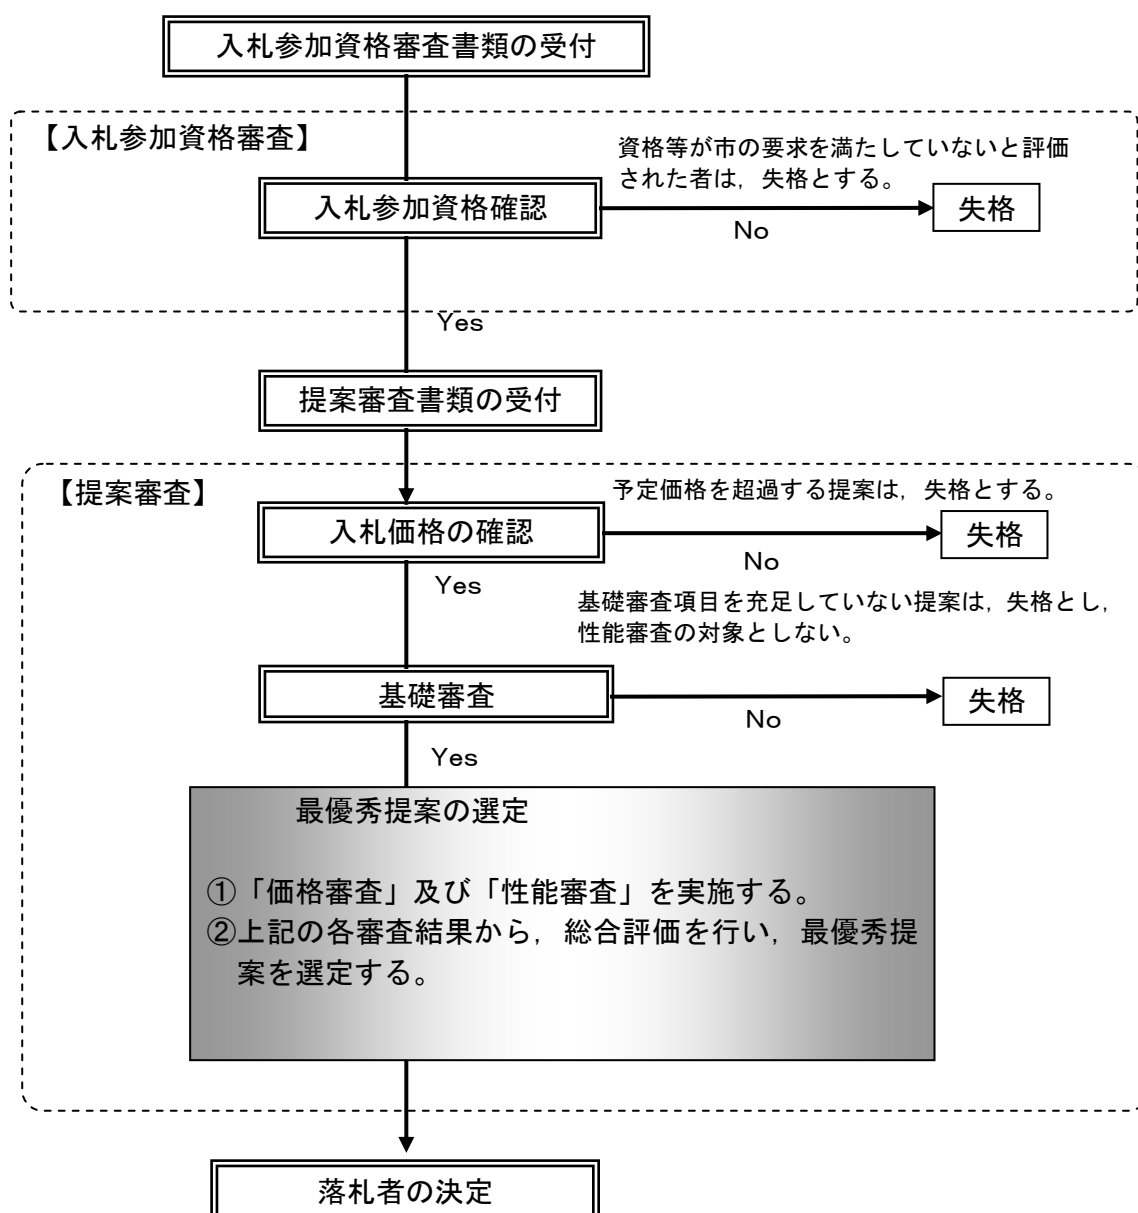 入札参加資格審査書類の受付
【入札参加資格審査】
資格等が市の要求を満たしていないと評価
された者は，失格とする。
入札参加資格確認
失格
No
Yes
提案審査書類の受付
【提案審査】
予定価格を超過する提案は，失格とする。
入札価格の確認
失格
No
Yes
基礎審査項目を充足していない提案は，失格とし，
性能審査の対象としない。
基礎審査
失格
No
Yes
最優秀提案の選定
①「価格審査」及び「性能審査」を実施する。
②上記の各審査結果から，総合評価を行い，最優秀提
案を選定する。
落札者の決定